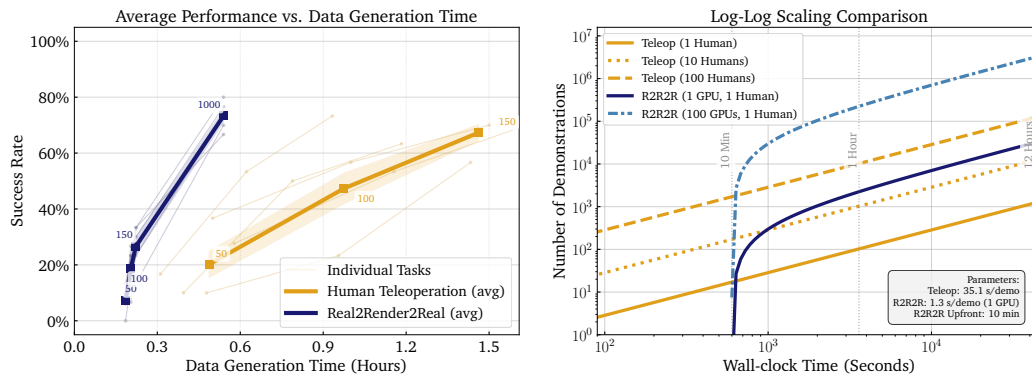 Average Performance vs. Data Generation Time
100%
80%
60%
40%
20%
0%
Success Rate
1000
150
100
50
150
100
50
Individual Tasks
Human Teleoperation (avg)
Real2Render2Real (avg)
0.0
0.3
0.6
0.9
1.2
1.5
Data Generation Time (Hours)
Log-Log Scaling Comparison
10^7
10^6
10^5
10^4
10^3
10^2
10^1
10^0
Number of Demonstrations
Teleop (1 Human)
Teleop (10 Humans)
Teleop (100 Humans)
R2R2R (1 GPU, 1 Human)
R2R2R (100 GPUs, 1 Human)
10 Min
1 Hour
12 Hours
Parameters:
Teleop: 35.1 s/demo
R2R2R: 1.3 s/demo (1 GPU)
R2R2R Upfront: 10 min
10^2
10^3
10^4
Wall-clock Time (Seconds)